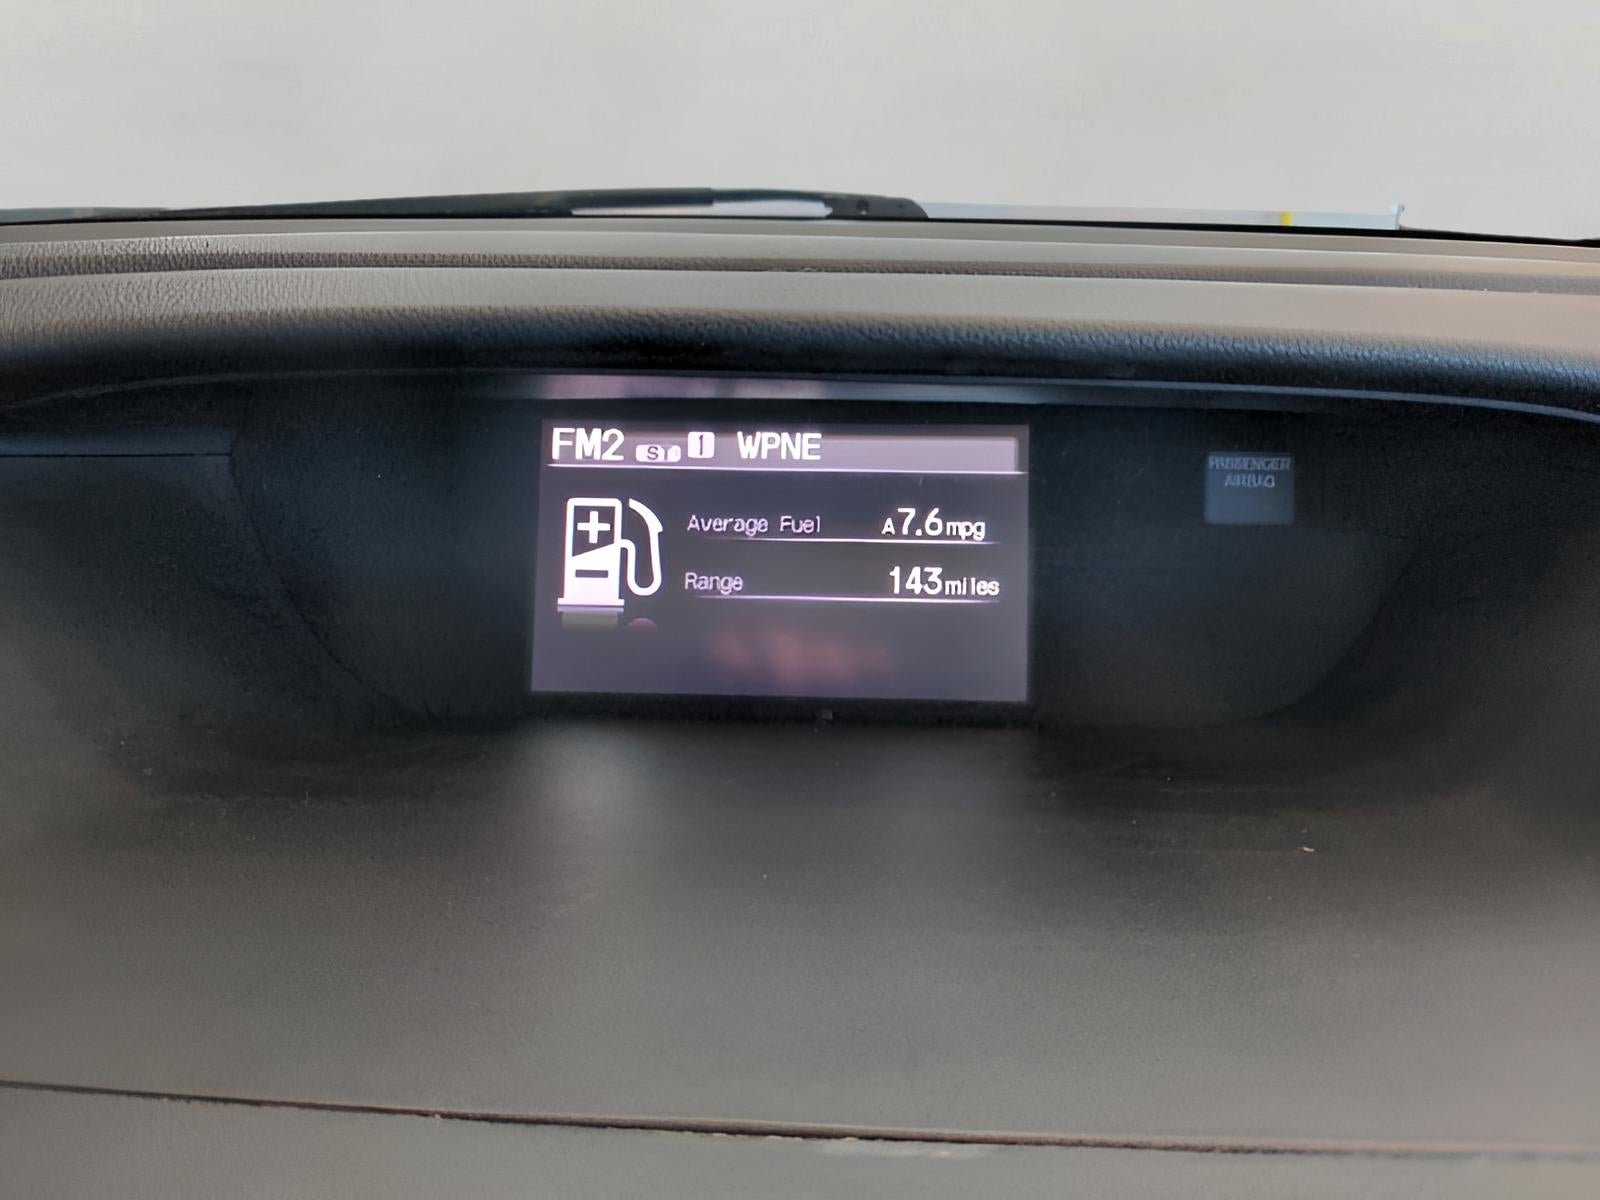 FM2 ST 1 WPNE
Average Fuel A7.6mpg
Range 143miles
PASSENGER
AIRBAG